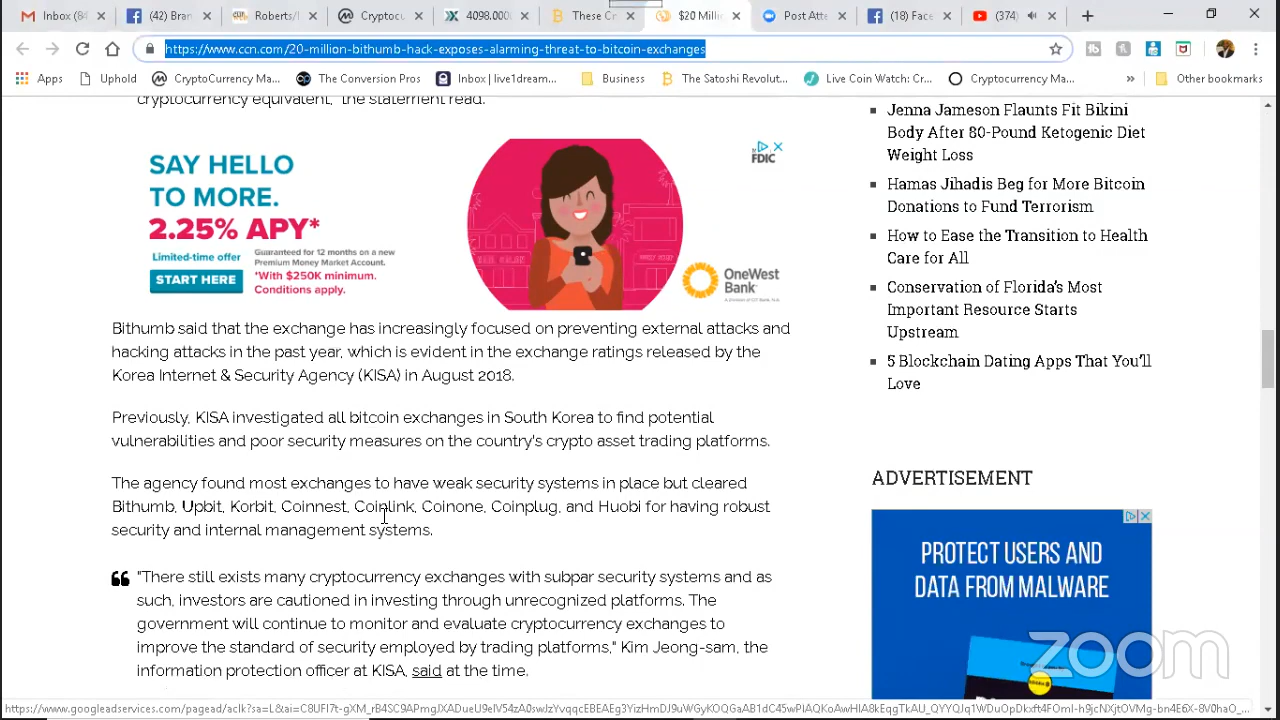 Inbox (84
(42) Bran
Roberts/
Cryptocu
4098.000
These Cr
$20 Millio
Post Atta
(18) Face
(374)
https://www.ccn.com/20-million-bithumb-hack-exposes-alarming-threat-to-bitcoin-exchanges
Apps
Uphold
CryptoCurrency Ma...
The Conversion Pros
Inbox | live1dream...
Business
The Satoshi Revolut...
Live Coin Watch: Cr...
Cryptocurrency Ma...
»
Other bookmarks
cryptocurrency equivalent," the statement read.
SAY HELLO
TO MORE.
2.25% APY*
Limited-time offer
START HERE
Guaranteed for 12 months on a new
Premium Money Market Account.
*With $250K minimum.
Conditions apply.
FDIC
OneWest
Bank
A Division of CIT Bank, N.A.
Bithumb said that the exchange has increasingly focused on preventing external attacks and
hacking attacks in the past year, which is evident in the exchange ratings released by the
Korea Internet & Security Agency (KISA) in August 2018.
Previously, KISA investigated all bitcoin exchanges in South Korea to find potential
vulnerabilities and poor security measures on the country's crypto asset trading platforms.
The agency found most exchanges to have weak security systems in place but cleared
Bithumb, Upbit, Korbit, Coinnest, Coinlink, Coinone, Coinplug, and Huobi for having robust
security and internal management systems.
"There still exists many cryptocurrency exchanges with subpar security systems and as
such, investors are cautioned in investing through unrecognized platforms. The
government will continue to monitor and evaluate cryptocurrency exchanges to
improve the standard of security employed by trading platforms," Kim Jeong-sam, the
information protection officer at KISA, said at the time.
Jenna Jameson Flaunts Fit Bikini
Body After 80-Pound Ketogenic Diet
Weight Loss
Hamas Jihadis Beg for More Bitcoin
Donations to Fund Terrorism
How to Ease the Transition to Health
Care for All
Conservation of Florida's Most
Important Resource Starts
Upstream
5 Blockchain Dating Apps That You'll
Love
ADVERTISEMENT
PROTECT USERS AND
DATA FROM MALWARE
zoom